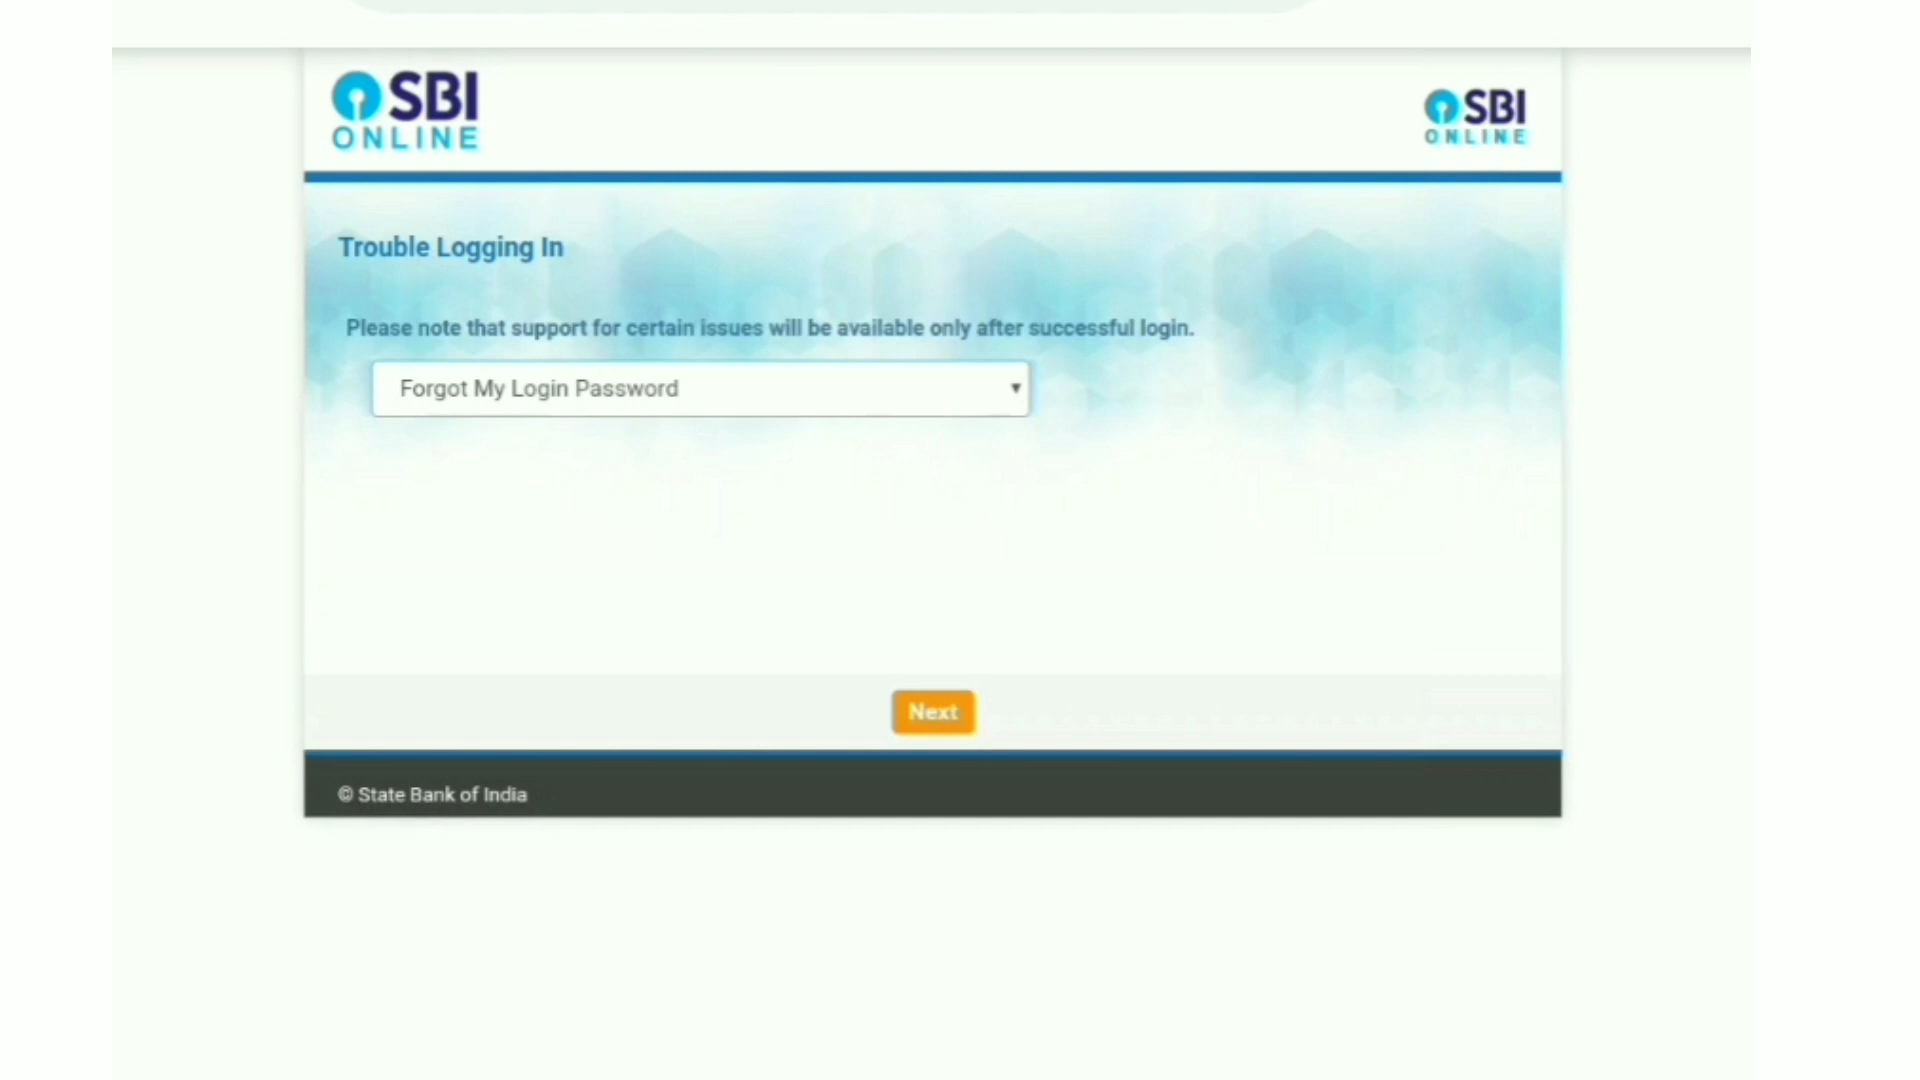 SBI
ONLINE
SBI
ONLINE
Trouble Logging In
Please note that support for certain issues will be available only after successful login.
Forgot My Login Password
Next
© State Bank of India